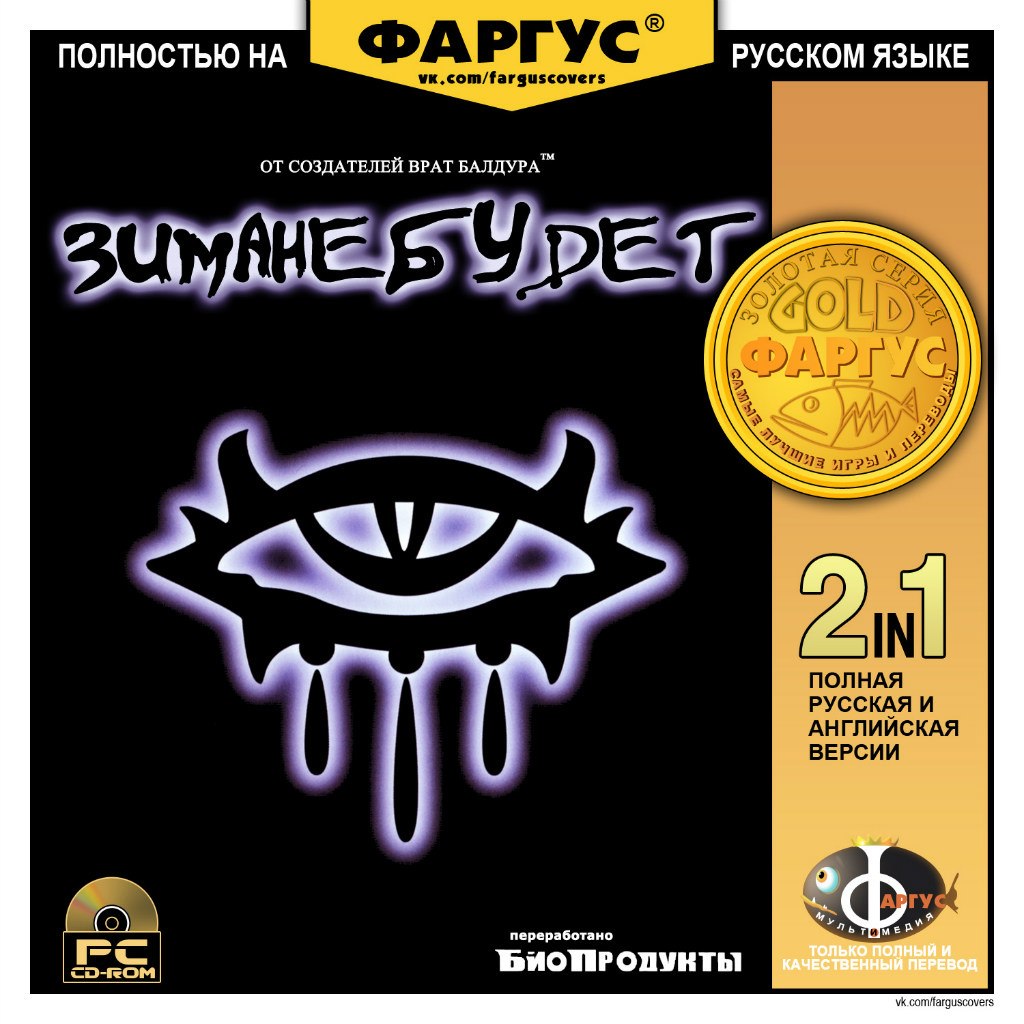 ПОЛНОСТЬЮ НА
ФАРГУС®
РУССКОМ ЯЗЫКЕ
vk.com/farguscovers
ОТ СОЗДАТЕЛЕЙ ВРАТ БАЛДУРА™
ЗИМАНЕБУДЕТ
ЗОЛОТАЯ СЕРИЯ
GOLD
ФАРГУС
САМЫЕ ЛУЧШИЕ ИГРЫ И ПЕРЕВОДЫ
2IN1
ПОЛНАЯ
РУССКАЯ И
АНГЛИЙСКАЯ
ВЕРСИИ
ФАРГУС
МУЛЬТИМЕДИЯ
ТОЛЬКО ПОЛНЫЙ И
КАЧЕСТВЕННЫЙ ПЕРЕВОД
PC
CD-ROM
переработано
БИОПРОДУКТЫ
vk.com/farguscovers